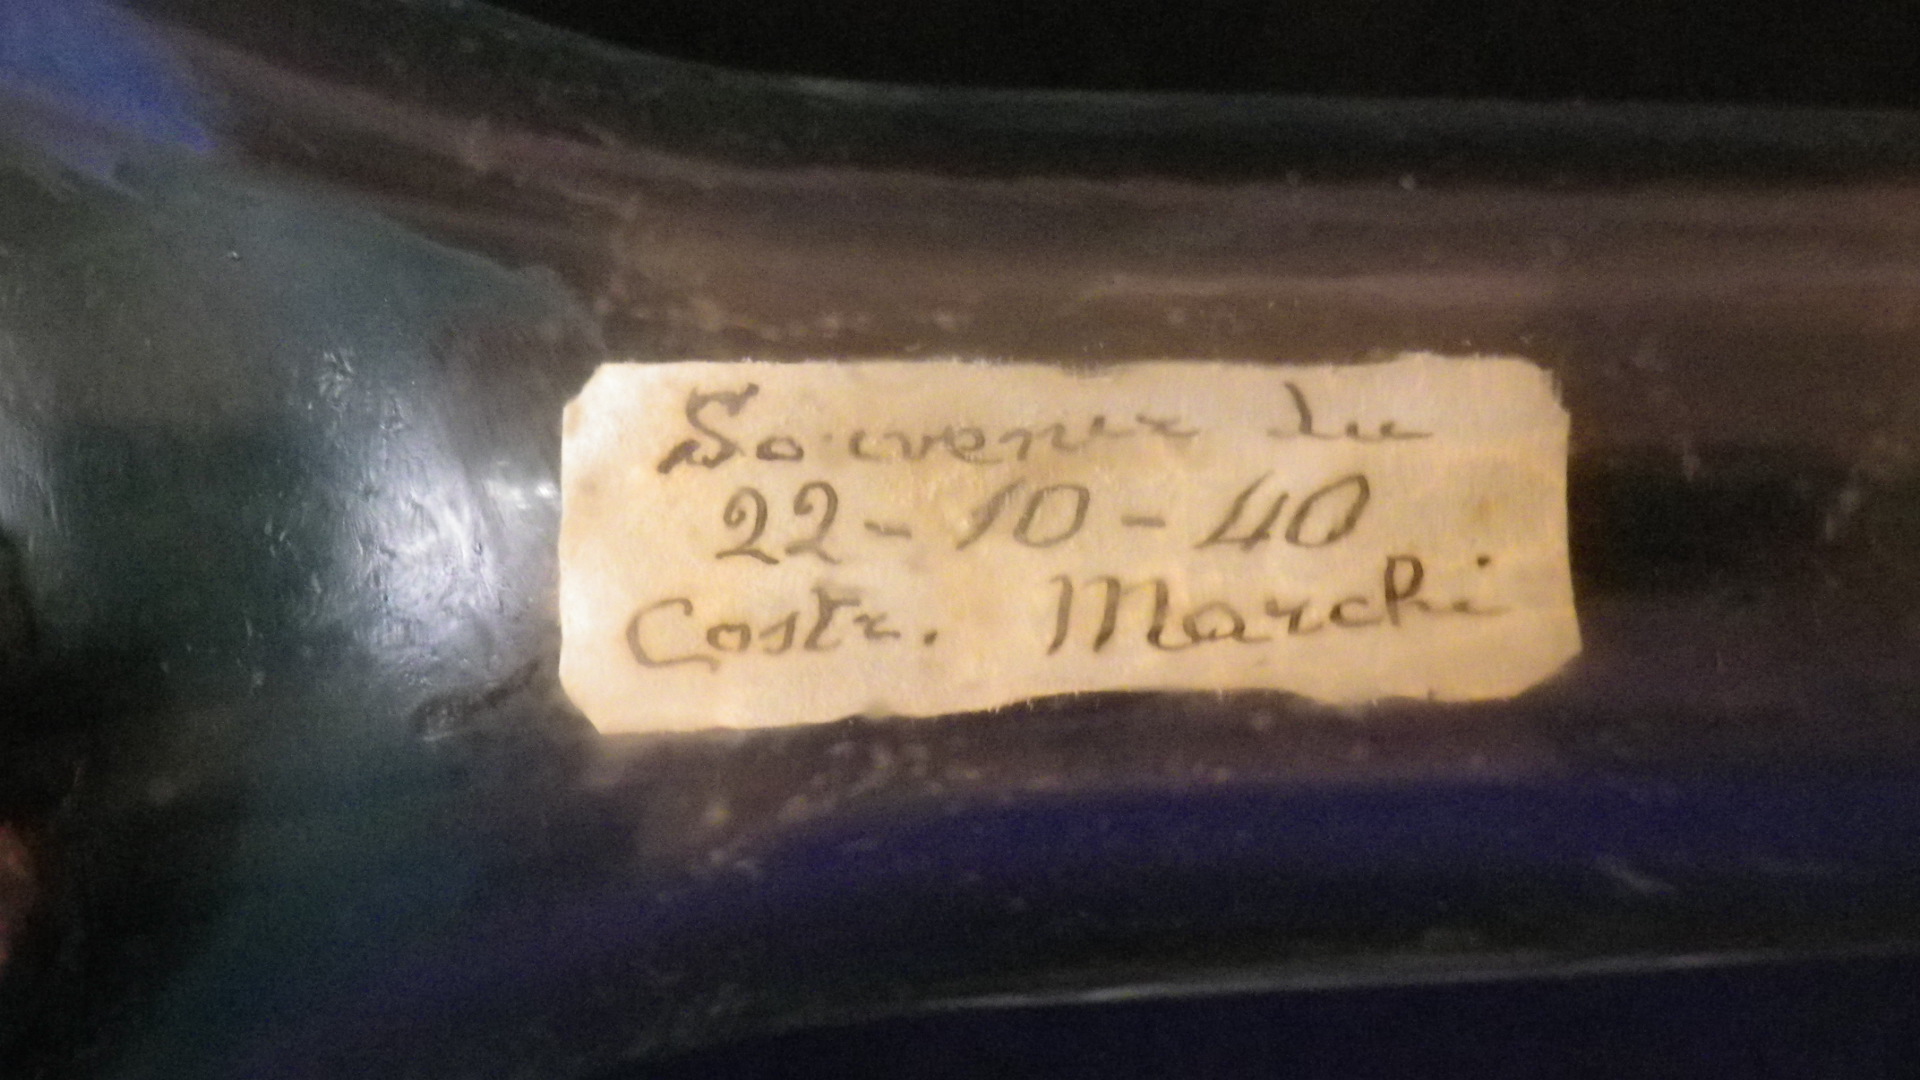 Souvenir du
22-10-40
Costr. Marchi